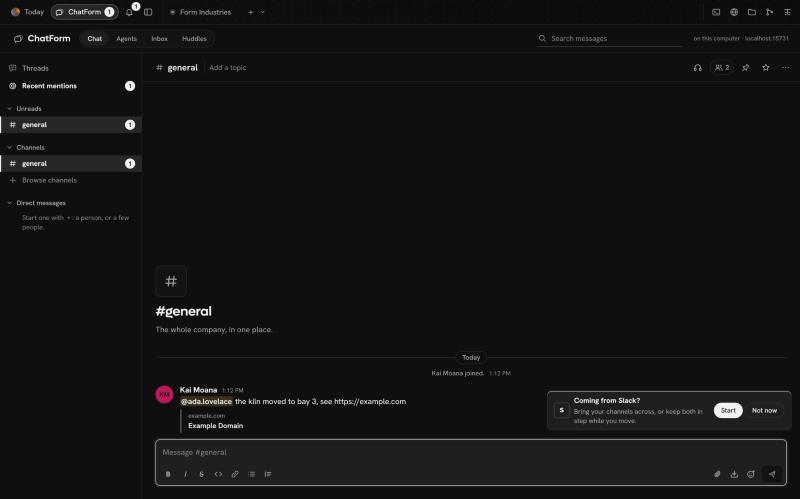 Today
ChatForm 1
1
Form Industries
ChatForm
Chat
Agents
Inbox
Huddles
Search messages
on this computer · localhost:15731
Threads
Recent mentions 1
Unreads
# general 1
Channels
# general 1
+ Browse channels
Direct messages
Start one with + : a person, or a few
people.
# general
Add a topic
2
#
#general
The whole company, in one place.
Today
Kai Moana joined. 1:12 PM
KM
Kai Moana 1:12 PM
@ada.lovelace the kiln moved to bay 3, see https://example.com
example.com
Example Domain
S
Coming from Slack?
Bring your channels across, or keep both in
step while you move.
Start
Not now
Message #general
B I S